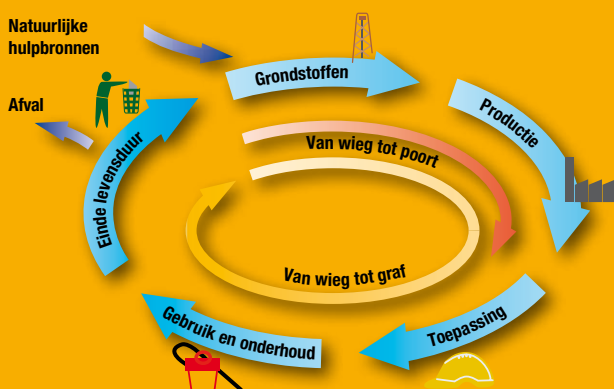 Natuurlijke
hulpbronnen
Grondstoffen
Afval
Productie
Van wieg tot poort
Einde levensduur
Van wieg tot graf
Gebruik en onderhoud
Toepassing